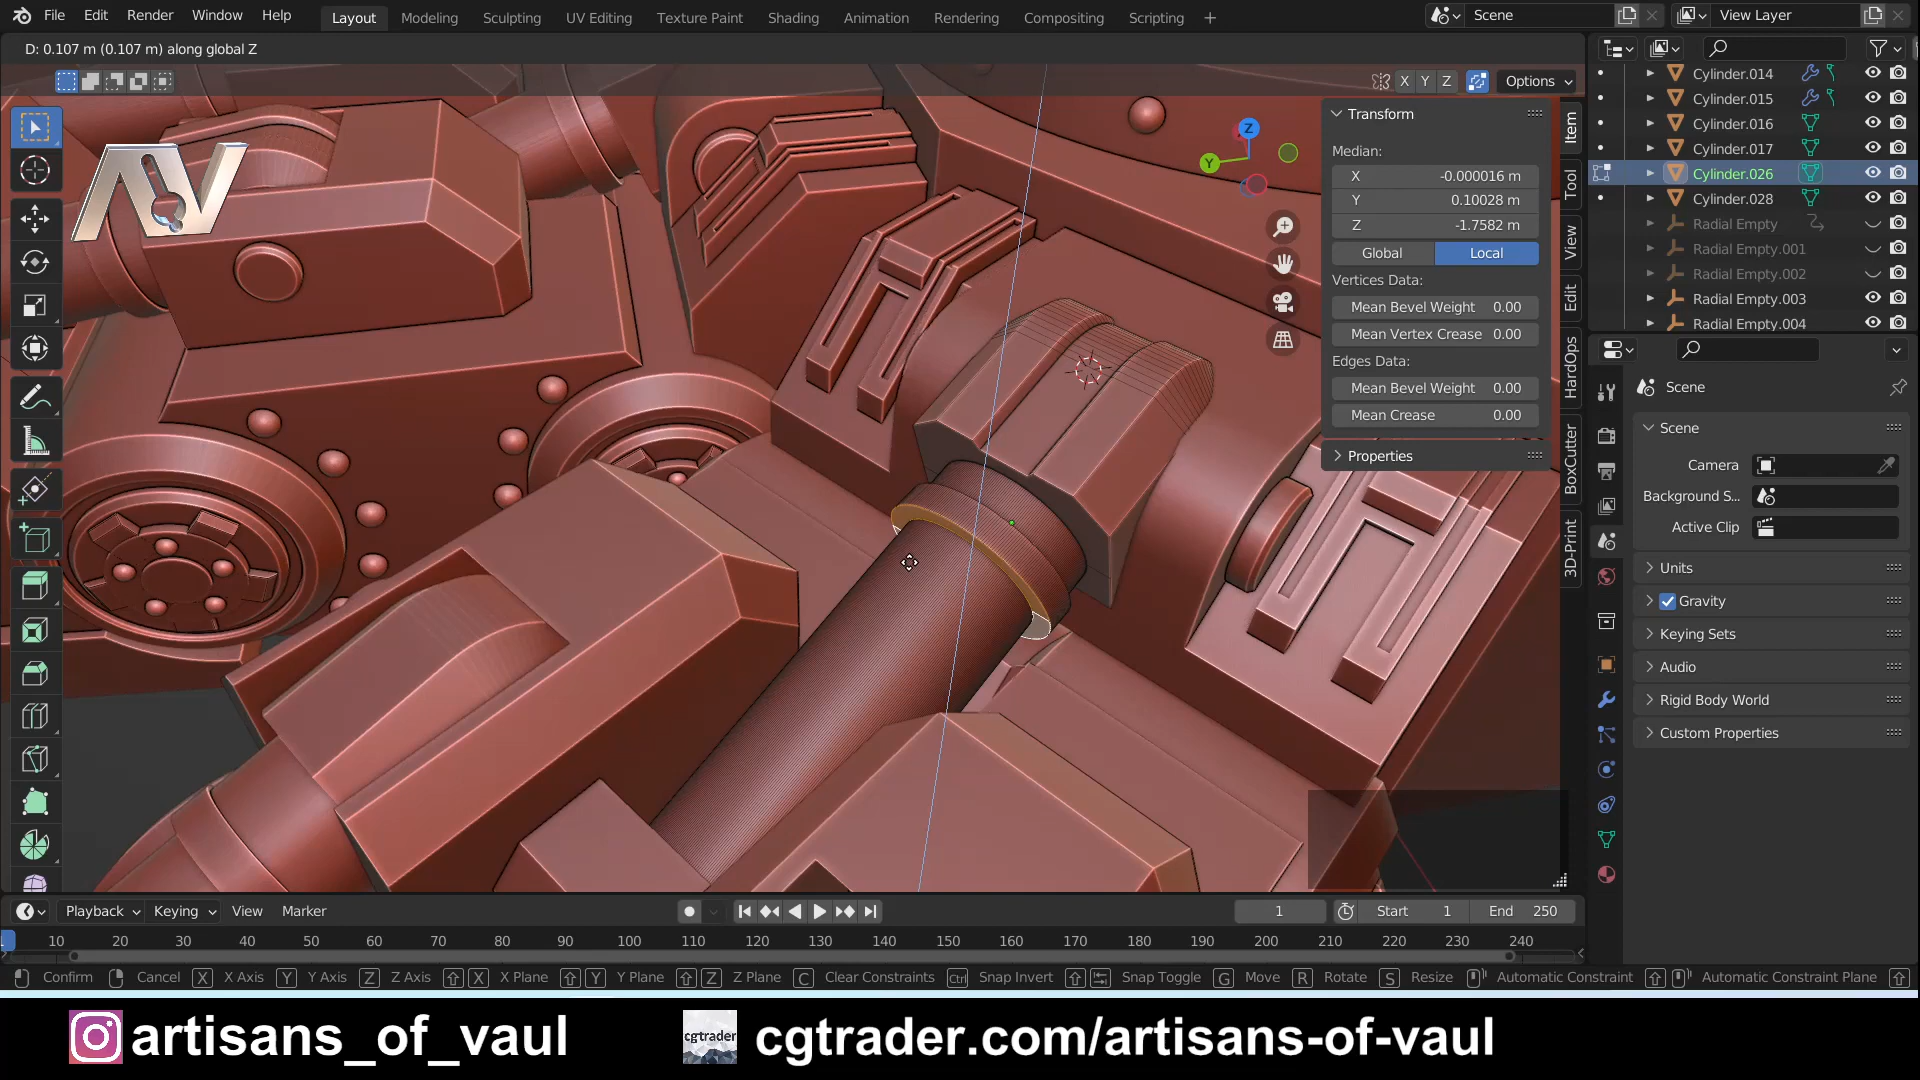 File Edit Render Window Help
Layout Modeling Sculpting UV Editing Texture Paint Shading Animation Rendering Compositing Scripting +
Scene
View Layer
D: 0.107 m (0.107 m) along global Z
X Y Z Options
Transform
Median:
X -0.000016 m
Y 0.10028 m
Z -1.7582 m
Global Local
Vertices Data:
Mean Bevel Weight 0.00
Mean Vertex Crease 0.00
Edges Data:
Mean Bevel Weight 0.00
Mean Crease 0.00
Properties
Item
Tool
View
Edit
HardOps
BoxCutter
3D-Print
Z
Y
Cylinder.014
Cylinder.015
Cylinder.016
Cylinder.017
Cylinder.026
Cylinder.028
Radial Empty
Radial Empty.001
Radial Empty.002
Radial Empty.003
Radial Empty.004
Scene
Scene
Camera
Background S...
Active Clip
Units
Gravity
Keying Sets
Audio
Rigid Body World
Custom Properties
Playback Keying View Marker
1 Start 1 End 250
10 20 30 40 50 60 70 80 90 100 110 120 130 140 150 160 170 180 190 200 210 220 230 240
Confirm Cancel X X Axis Y Y Axis Z Z Axis X X Plane Y Y Plane Z Z Plane C Clear Constraints Ctrl Snap Invert Snap Toggle G Move R Rotate S Resize Automatic Constraint Automatic Constraint Plane
artisans_of_vaul
cgtrader
cgtrader.com/artisans-of-vaul